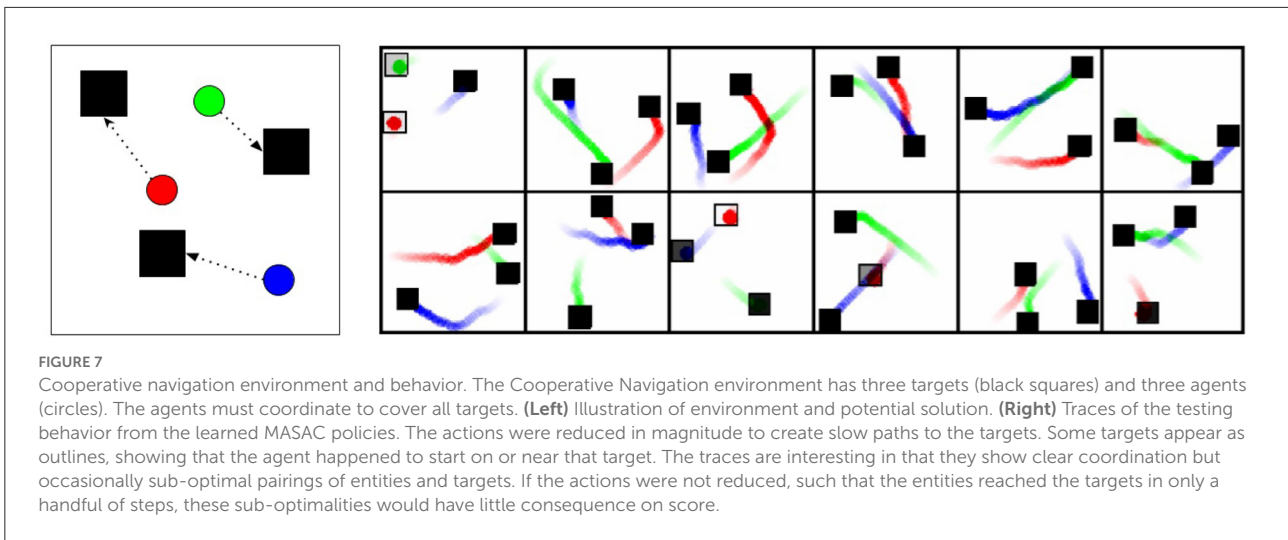 FIGURE 7
Cooperative navigation environment and behavior. The Cooperative Navigation environment has three targets (black squares) and three agents
(circles). The agents must coordinate to cover all targets. (Left) Illustration of environment and potential solution. (Right) Traces of the testing
behavior from the learned MASAC policies. The actions were reduced in magnitude to create slow paths to the targets. Some targets appear as
outlines, showing that the agent happened to start on or near that target. The traces are interesting in that they show clear coordination but
occasionally sub-optimal pairings of entities and targets. If the actions were not reduced, such that the entities reached the targets in only a
handful of steps, these sub-optimalities would have little consequence on score.